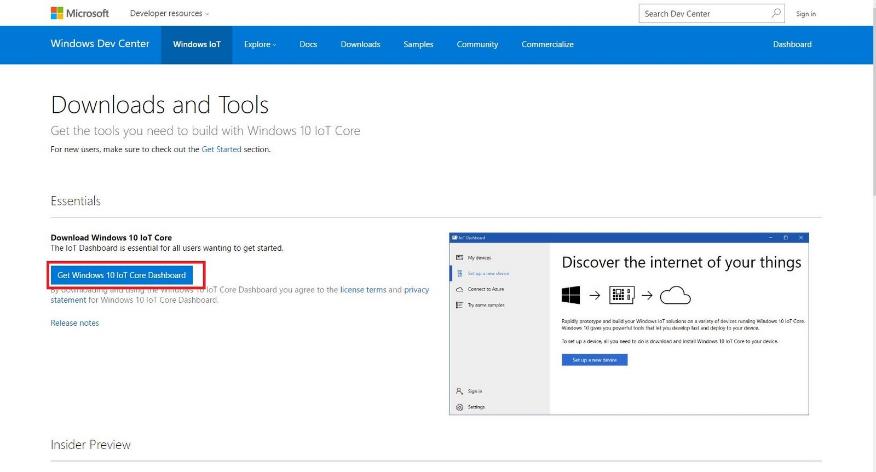 Microsoft
Developer resources
Search Dev Center
Sign in
Windows Dev Center
Windows IoT
Explore
Docs
Downloads
Samples
Community
Commercialize
Dashboard
Downloads and Tools
Get the tools you need to build with Windows 10 IoT Core
For new users, make sure to check out the Get Started section.
Essentials
Download Windows 10 IoT Core
The IoT Dashboard is essential for all users wanting to get started.
Get Windows 10 IoT Core Dashboard
By downloading and using the Windows 10 IoT Core Dashboard you agree to the license terms and privacy
statement for Windows 10 IoT Core Dashboard.
Release notes
IoT Dashboard
My devices
Set up a new device
Connect to Azure
Try some samples
Sign in
Settings
Discover the internet of your things
Rapidly prototype and build your Windows IoT solutions on a variety of devices running Windows 10 IoT Core.
Windows 10 gives you powerful tools that let you develop fast and deploy to your device.
To set up a device, all you need to do is download and install Windows 10 IoT Core to your device.
Set up a new device
Insider Preview